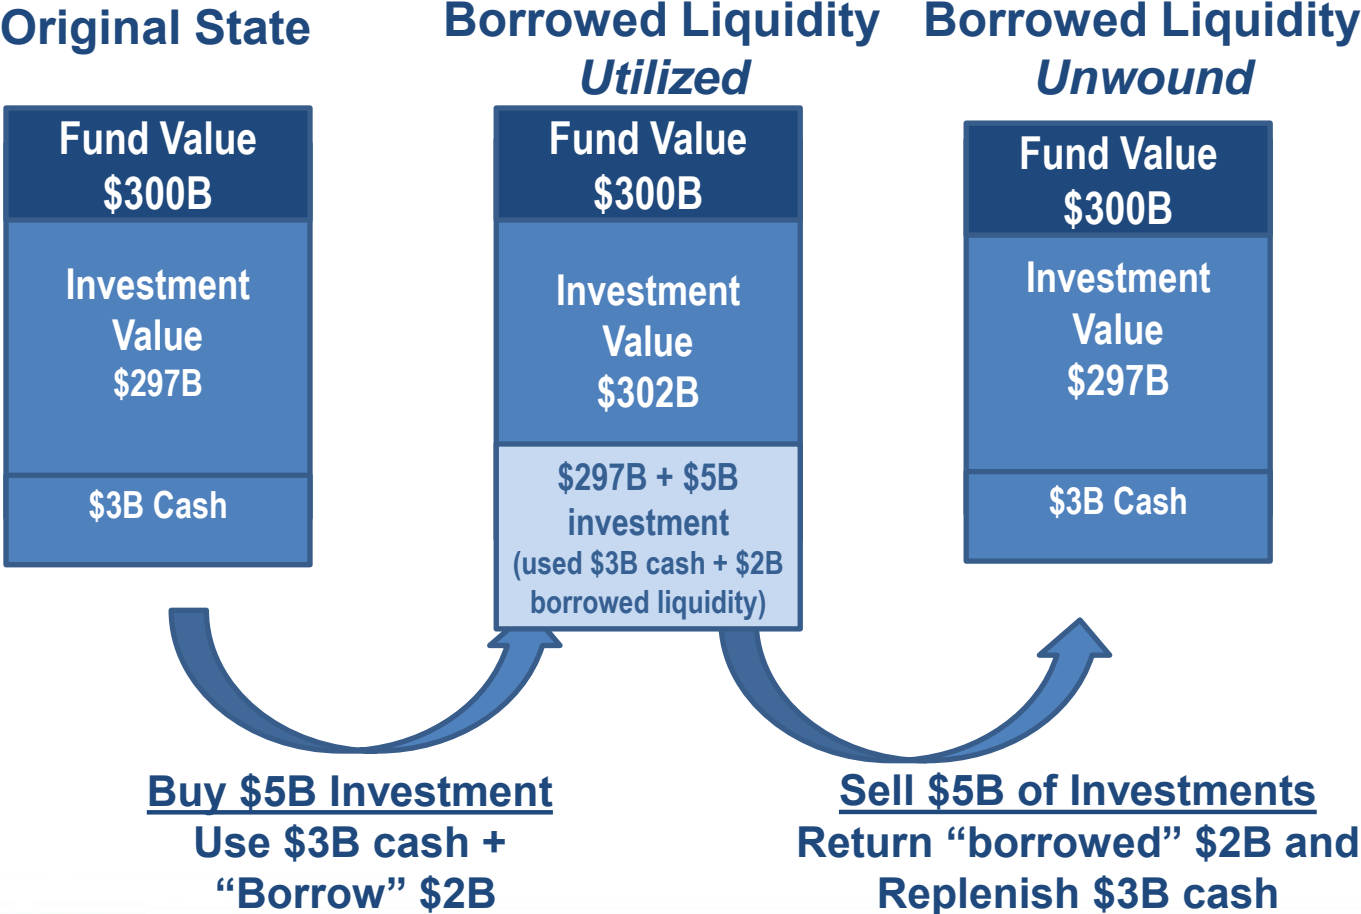 Original State
Borrowed Liquidity
Utilized
Borrowed Liquidity
Unwound
Fund Value
$300B
Investment
Value
$297B
$3B Cash
Fund Value
$300B
Investment
Value
$302B
$297B + $5B
investment
(used $3B cash + $2B
borrowed liquidity)
Fund Value
$300B
Investment
Value
$297B
$3B Cash
Buy $5B Investment
Use $3B cash +
“Borrow” $2B
Sell $5B of Investments
Return “borrowed” $2B and
Replenish $3B cash